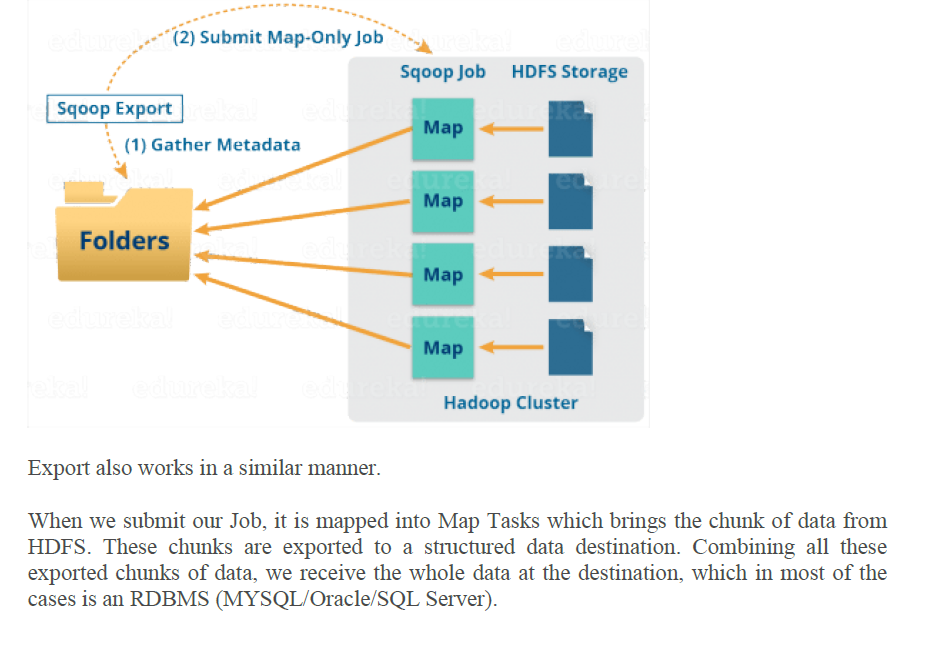 (2) Submit Map-Only Job
Sqoop Job HDFS Storage
Sqoop Export
Map
(1) Gather Metadata
Map
Folders
Map
Map
Hadoop Cluster
edureka!
Export also works in a similar manner.
When we submit our Job, it is mapped into Map Tasks which brings the chunk of data from
HDFS. These chunks are exported to a structured data destination. Combining all these
exported chunks of data, we receive the whole data at the destination, which in most of the
cases is an RDBMS (MYSQL/Oracle/SQL Server).